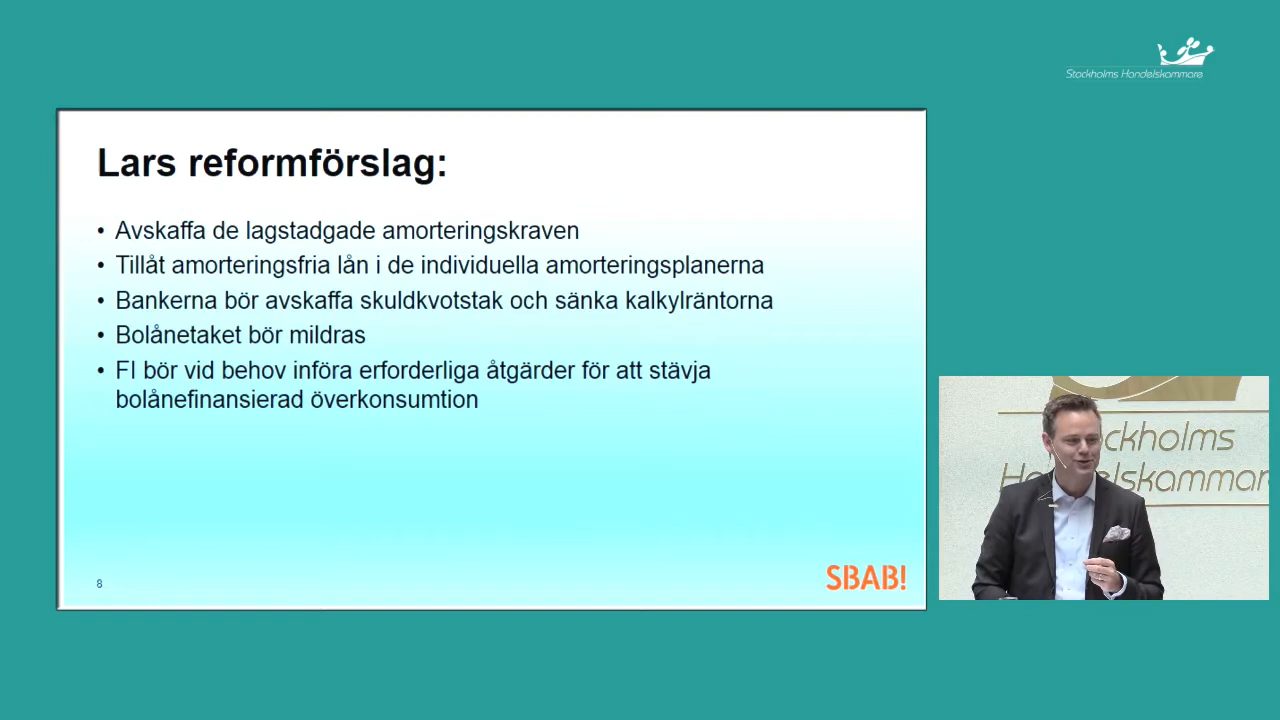 Stockholms Handelskammare
Lars reformförslag:
• Avskaffa de lagstadgade amorteringskraven
• Tillåt amorteringsfria lån i de individuella amorteringsplanerna
• Bankerna bör avskaffa skuldkvotstak och sänka kalkylräntorna
• Bolånetaket bör mildras
• FI bör vid behov införa erforderliga åtgärder för att stävja
bolånefinansierad överkonsumtion
8
SBAB!
ckholms
Handelskammar